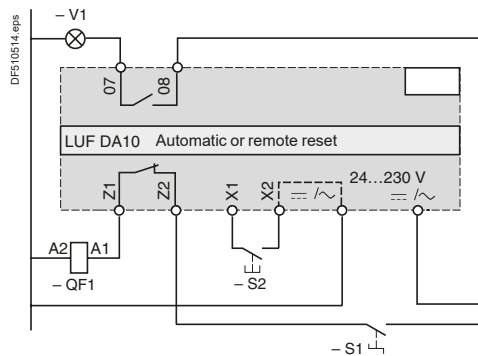 DF510514.eps
– V1
07
08
LUF DA10 Automatic or remote reset
Z1
Z2
X1
X2
24…230 V
⎓ /∼
⎓ /∼
A2
A1
– QF1
– S2
– S1